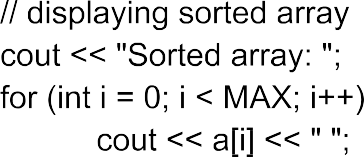 // displaying sorted array
cout << "Sorted array: ";
for (int i = 0; i < MAX; i++)
cout << a[i] << " ";